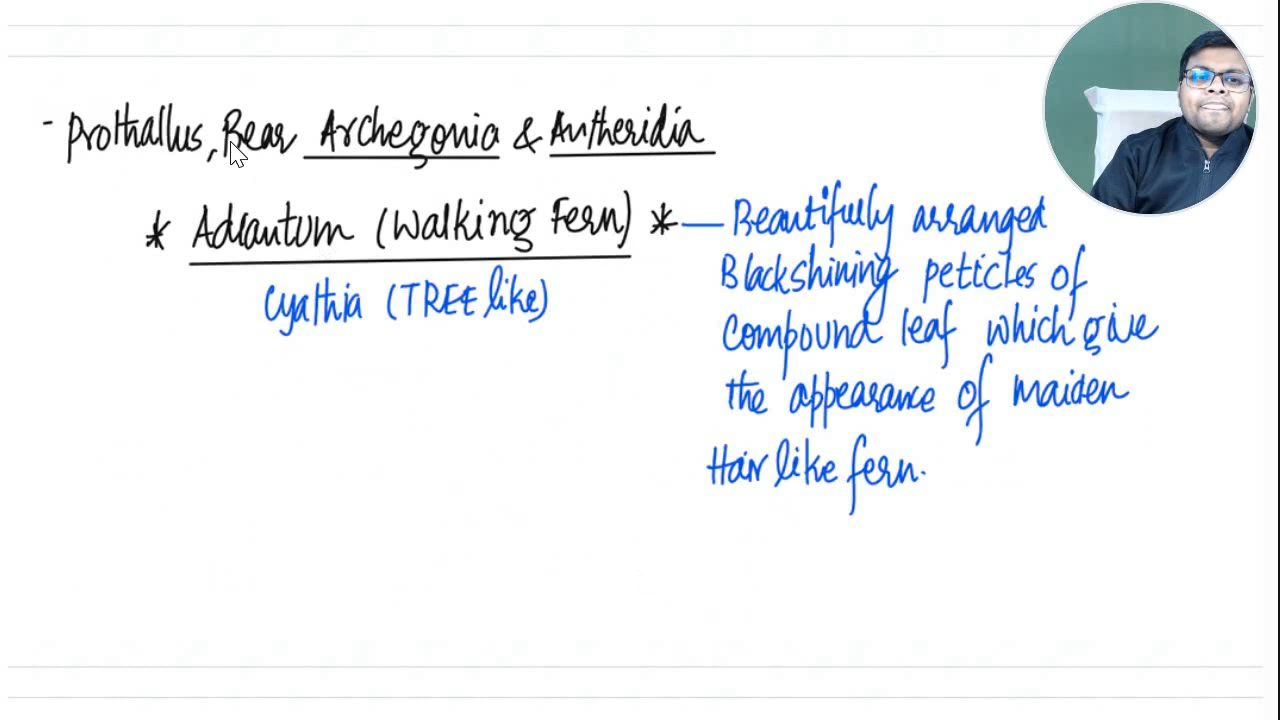 - Prothallus, Bear Archegonia & Antheridia
* Adiantum (Walking Fern) * — Beautifully arranged
Blackshining peticles of
compound leaf which give
the appearance of maiden
Hair like fern.
Cyathia (TREE like)